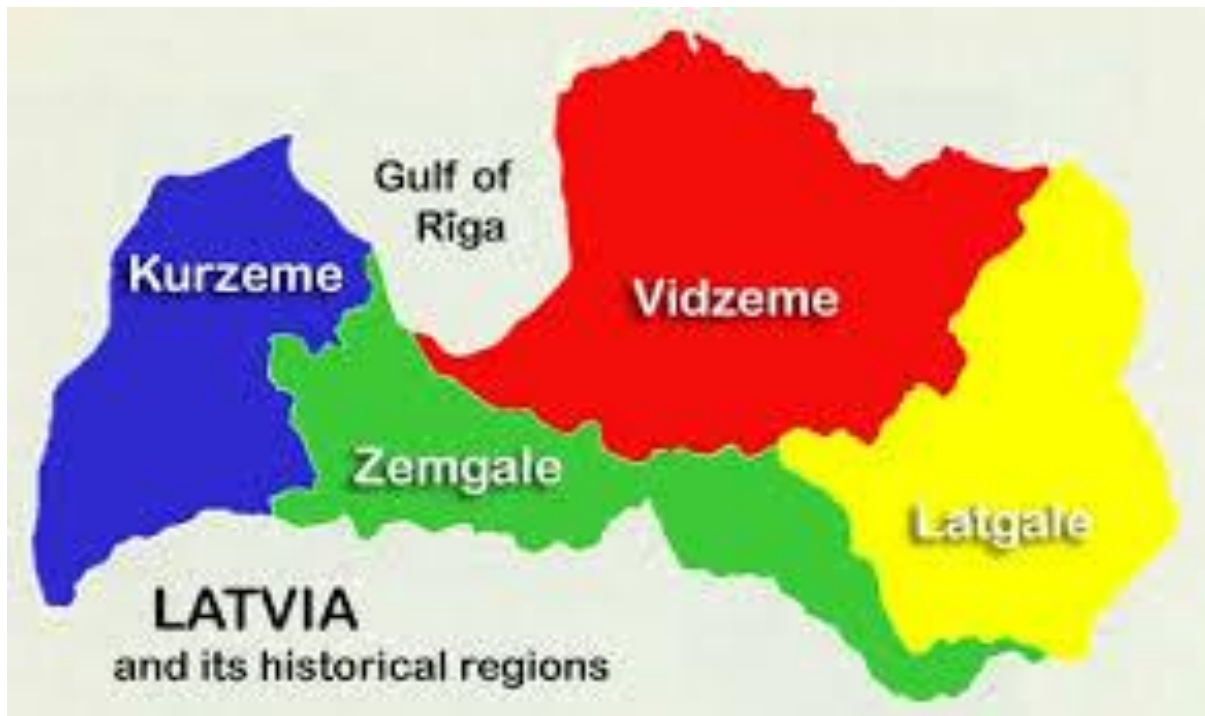 Gulf of
Rīga
Kurzeme
Vidzeme
Zemgale
Latgale
LATVIA
and its historical regions